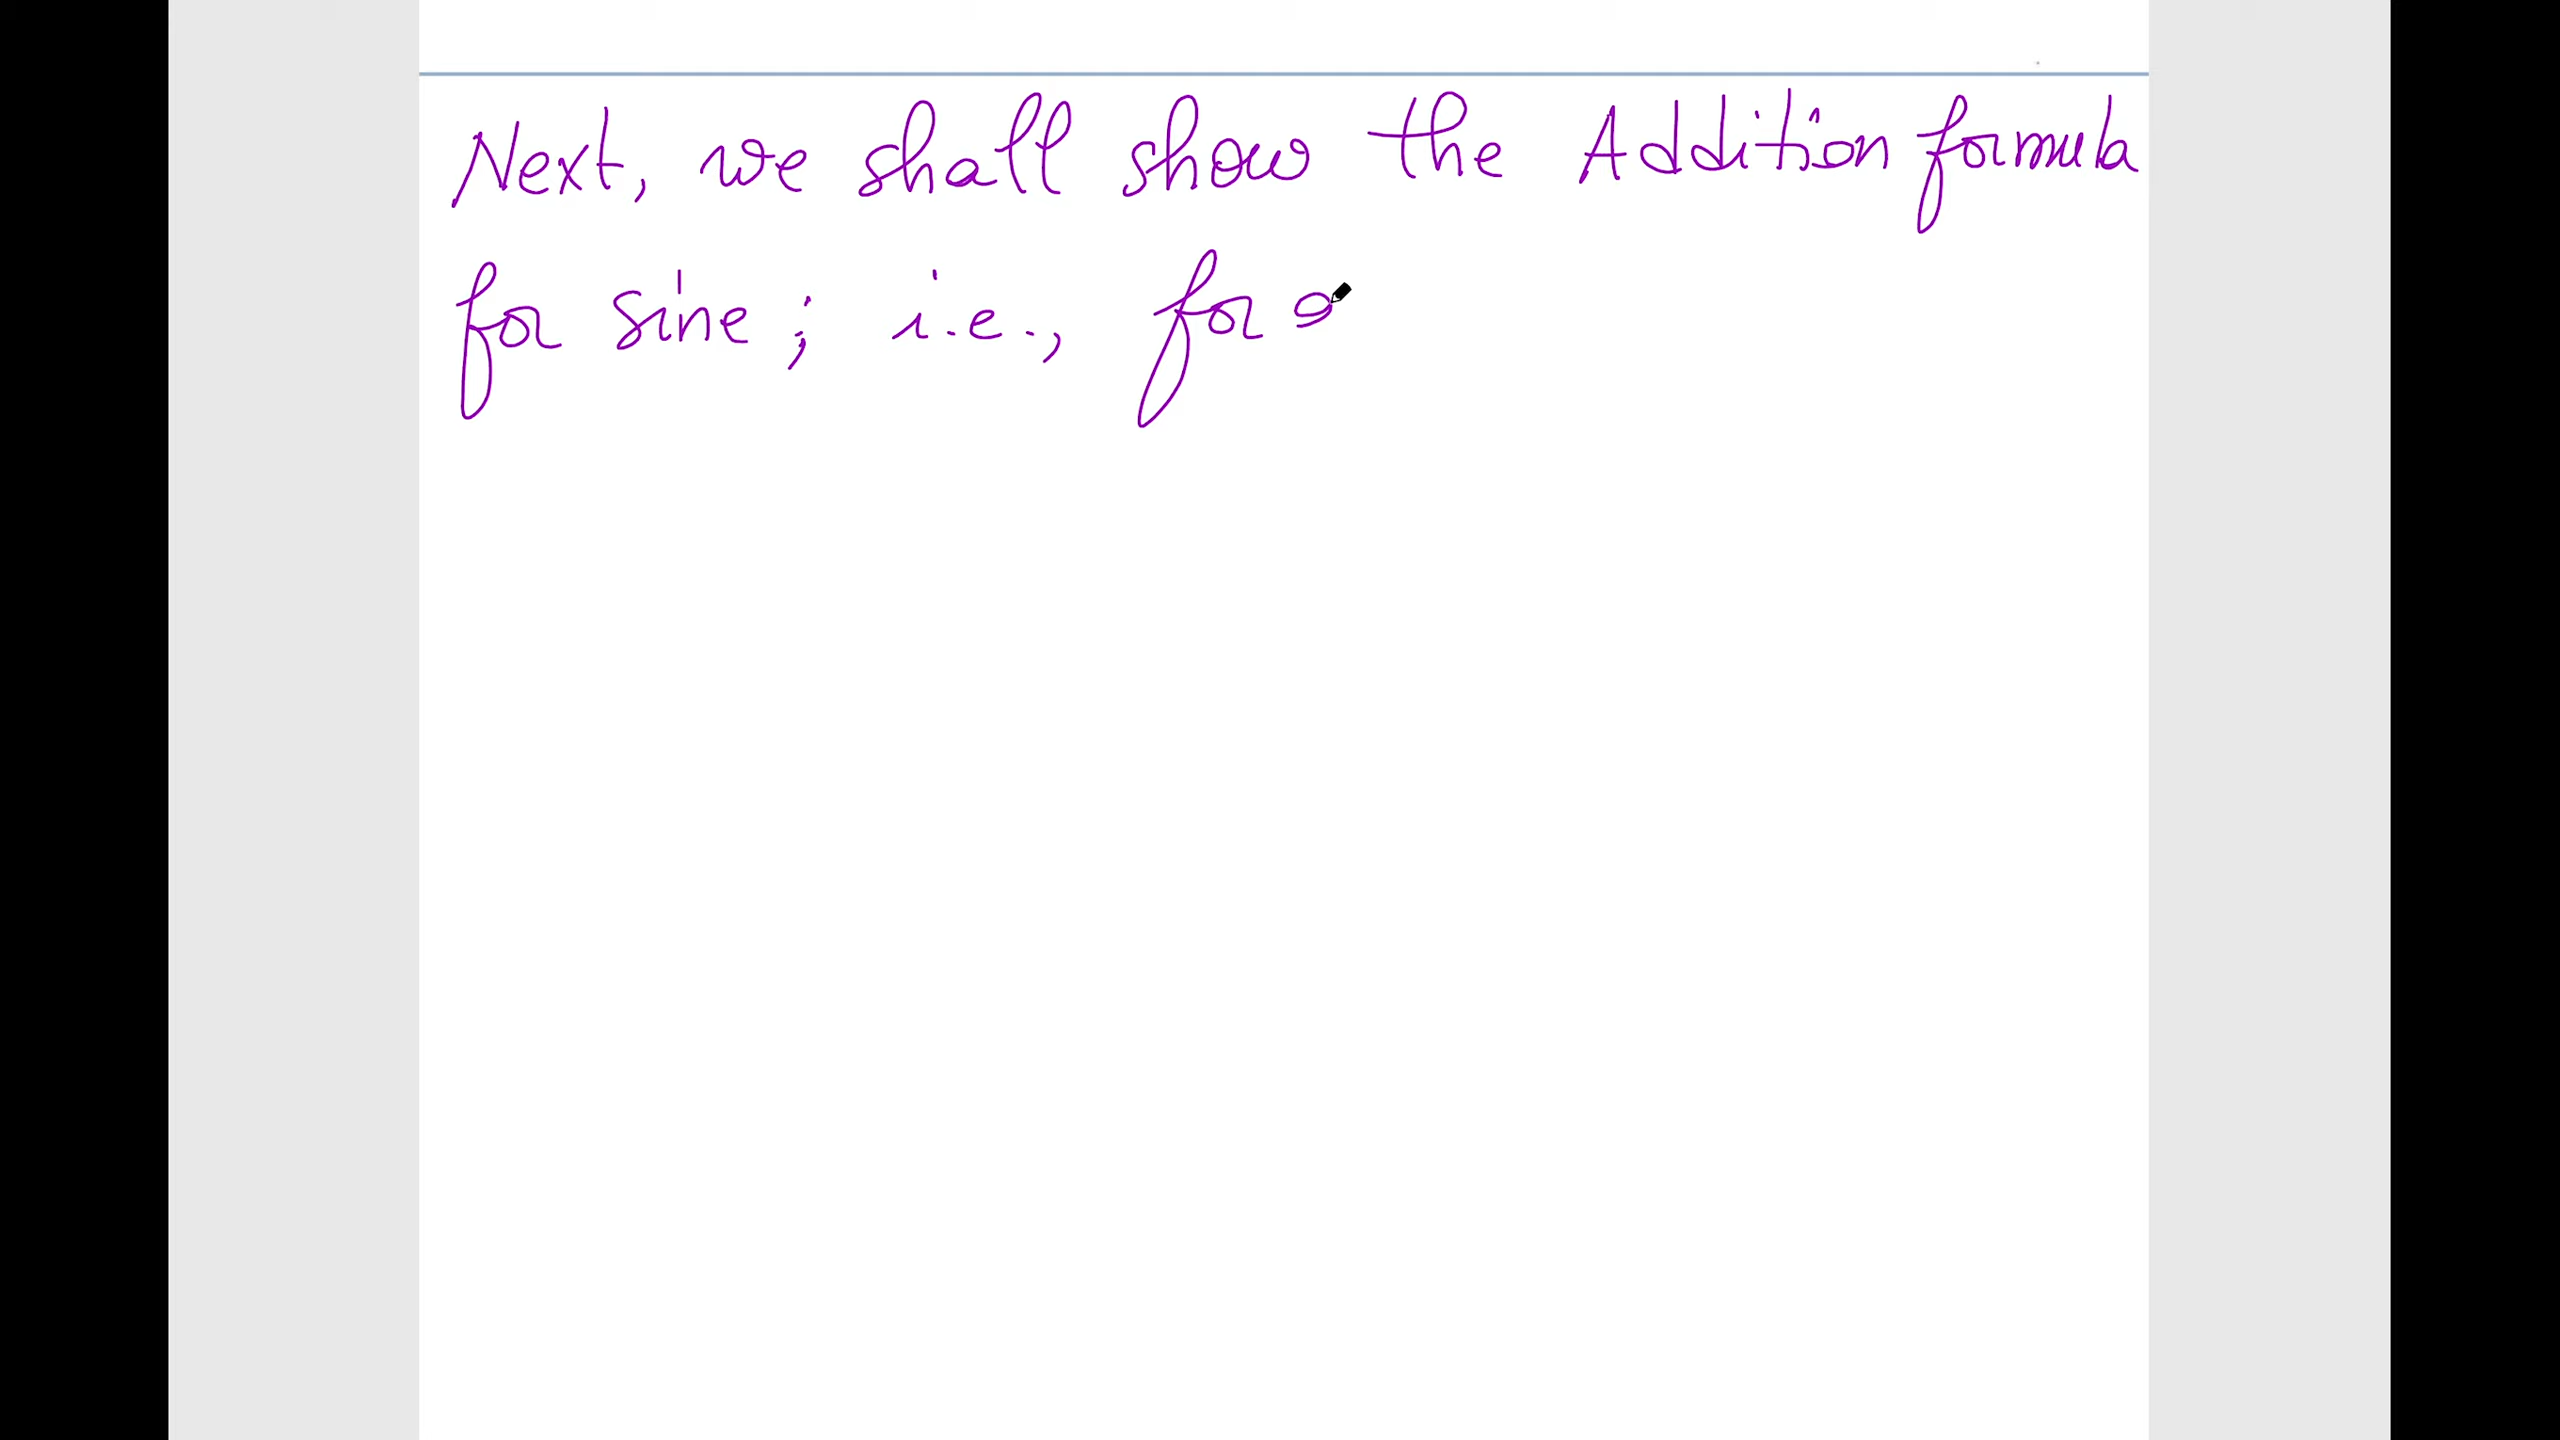 Next, we shall show the Addition formula
for sine; i.e., for